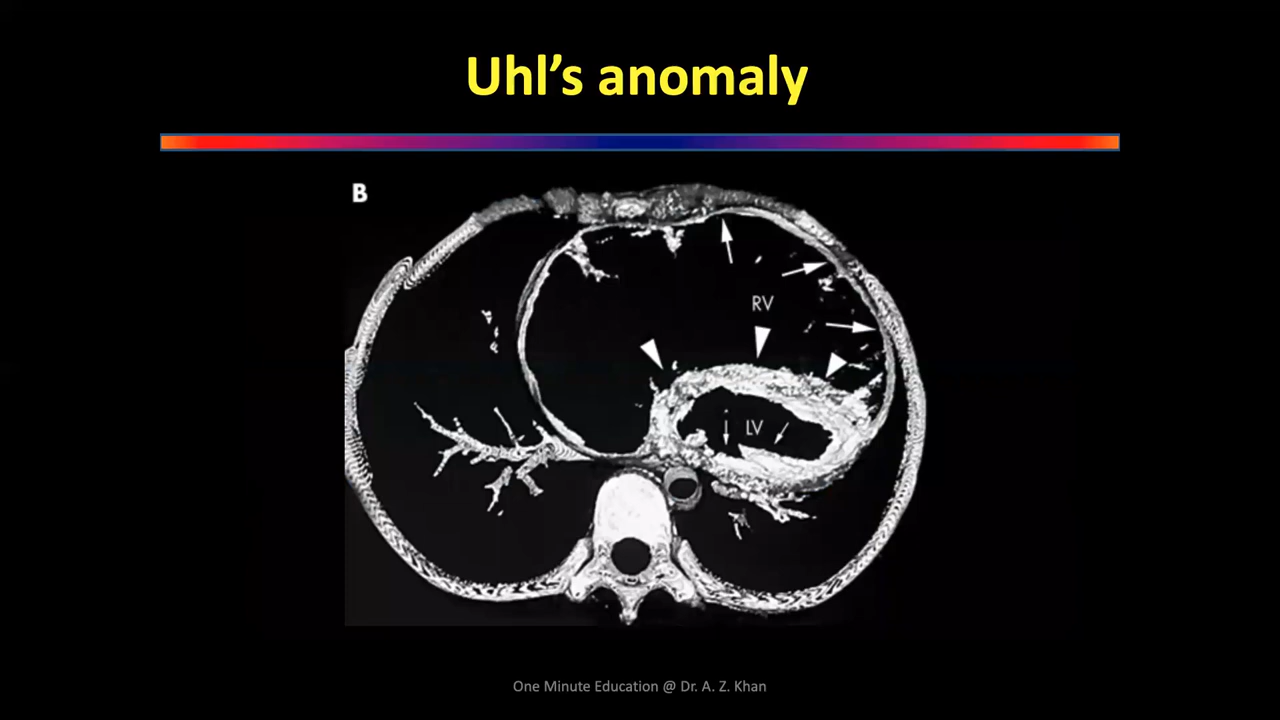 Uhl’s anomaly
B
RV
LV
One Minute Education @ Dr. A. Z. Khan